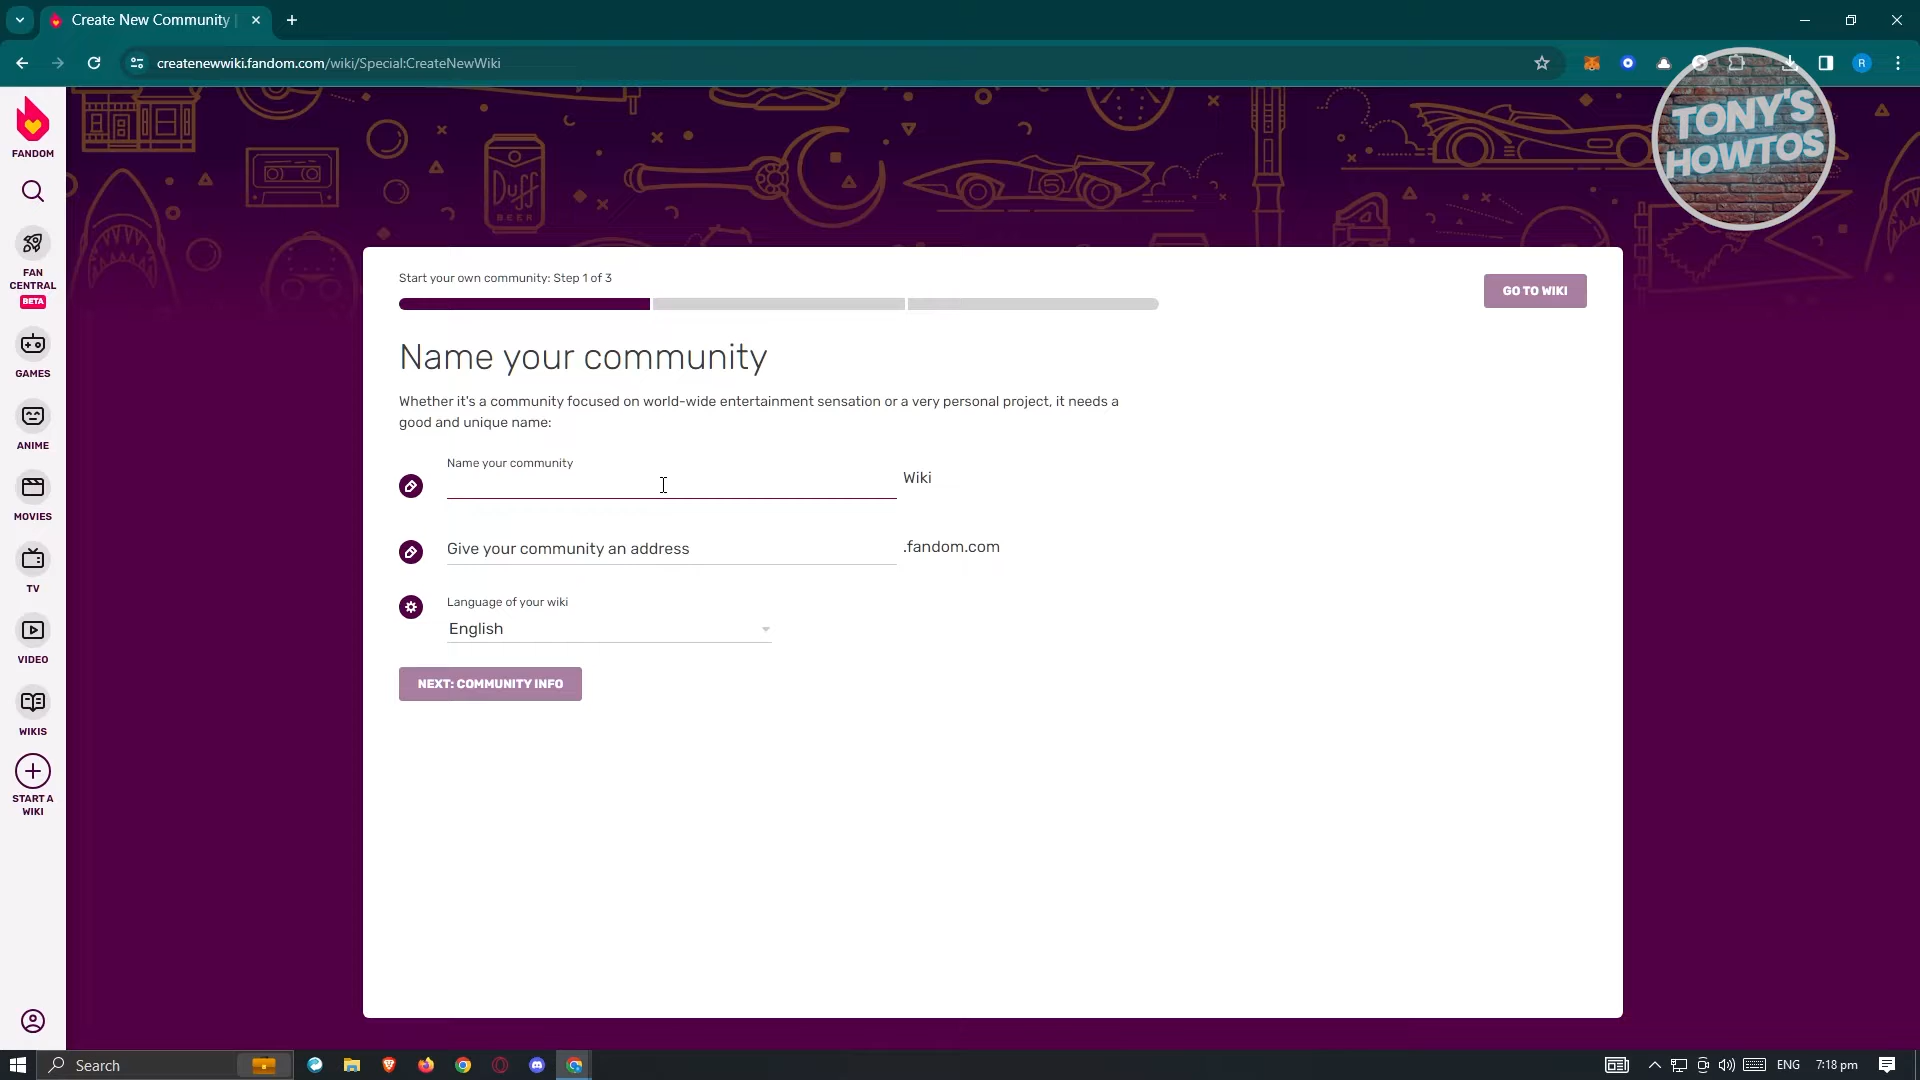 Create New Community |
createnewwiki.fandom.com/wiki/Special:CreateNewWiki
R
TONY'S
HOWTOS
FANDOM
FAN
CENTRAL
BETA
GAMES
ANIME
MOVIES
TV
VIDEO
WIKIS
START A
WIKI
Duff
BEER
5
Start your own community: Step 1 of 3
GO TO WIKI
Name your community
Whether it's a community focused on world-wide entertainment sensation or a very personal project, it needs a
good and unique name:
Name your community
Wiki
Give your community an address
.fandom.com
Language of your wiki
English
NEXT: COMMUNITY INFO
Search
ENG
7:18 pm